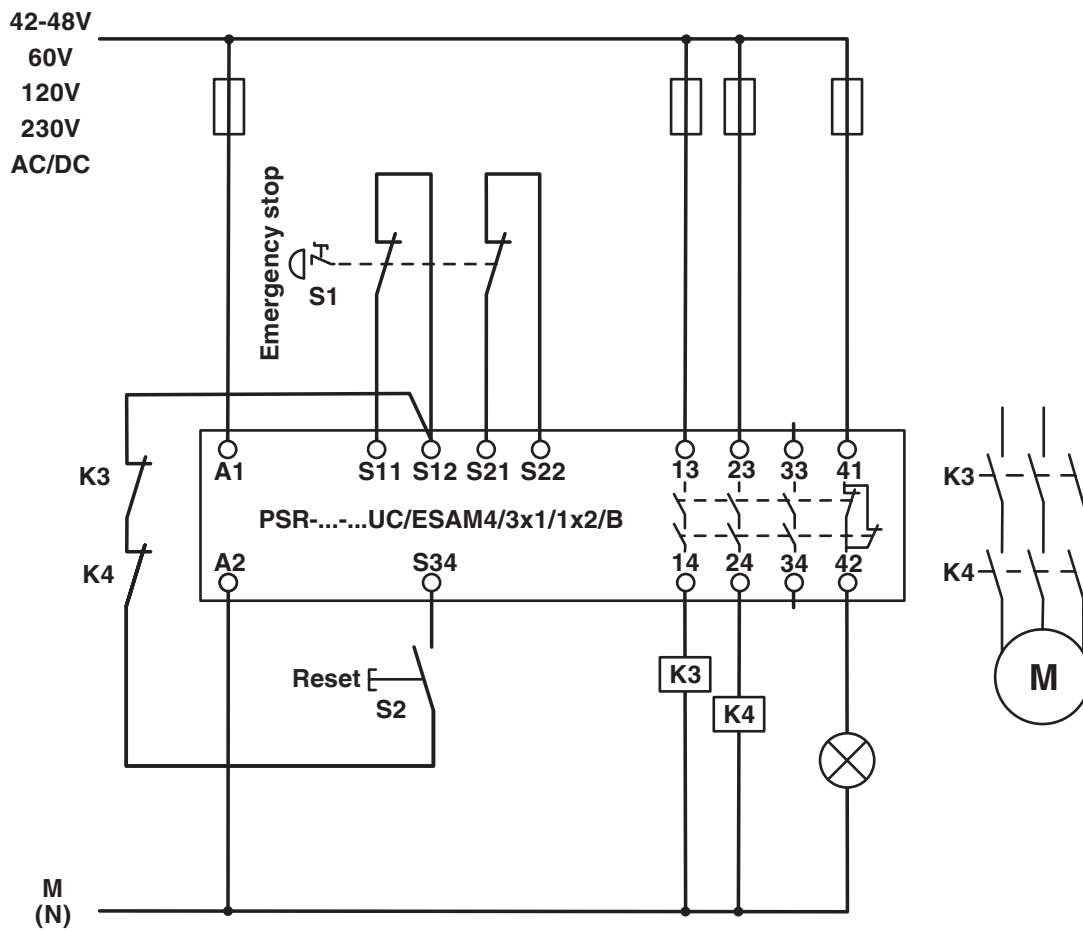 42-48V
60V
120V
230V
AC/DC
Emergency stop
S1
A1
S11
S12
S21
S22
13
23
33
41
K3
PSR-...-...UC/ESAM4/3x1/1x2/B
K3
K4
A2
S34
14
24
34
42
K4
Reset
S2
K3
K4
M
M
(N)